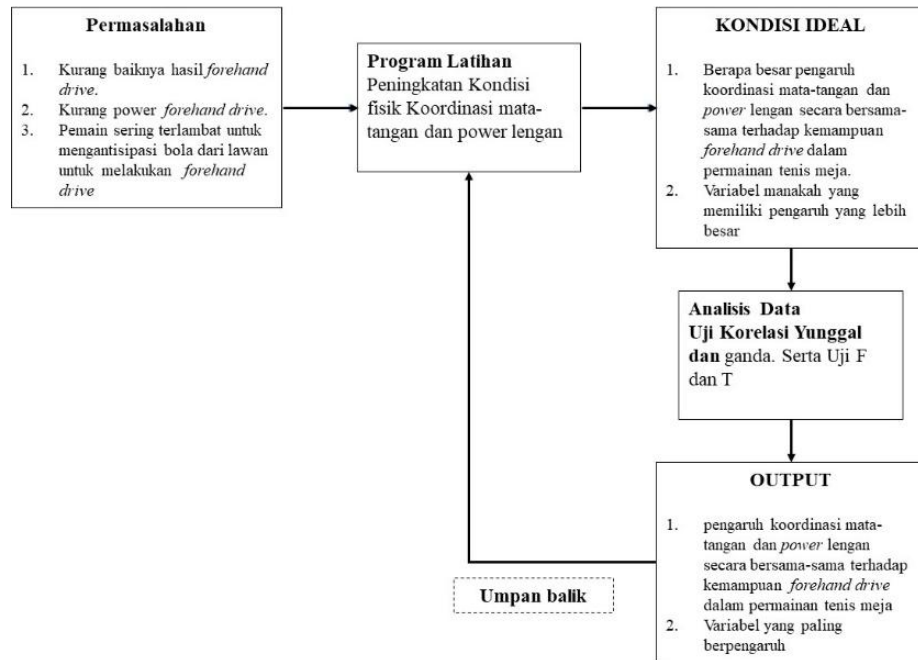 Permasalahan
1. Kurang baiknya hasil forehand
drive.
2. Kurang power forehand drive.
3. Pemain sering terlambat untuk
mengantisipasi bola dari lawan
untuk melakukan forehand
drive
Program Latihan
Peningkatan Kondisi
fisik Koordinasi mata-
tangan dan power lengan
KONDISI IDEAL
1. Berapa besar pengaruh
koordinasi mata-tangan dan
power lengan secara bersama-
sama terhadap kemampuan
forehand drive dalam
permainan tenis meja.
2. Variabel manakah yang
memiliki pengaruh yang lebih
besar
Analisis Data
Uji Korelasi Yunggal
dan ganda. Serta Uji F
dan T
OUTPUT
1. pengaruh koordinasi mata-
tangan dan power lengan
secara bersama-sama terhadap
kemampuan forehand drive
dalam permainan tenis meja
2. Variabel yang paling
berpengaruh
Umpan balik